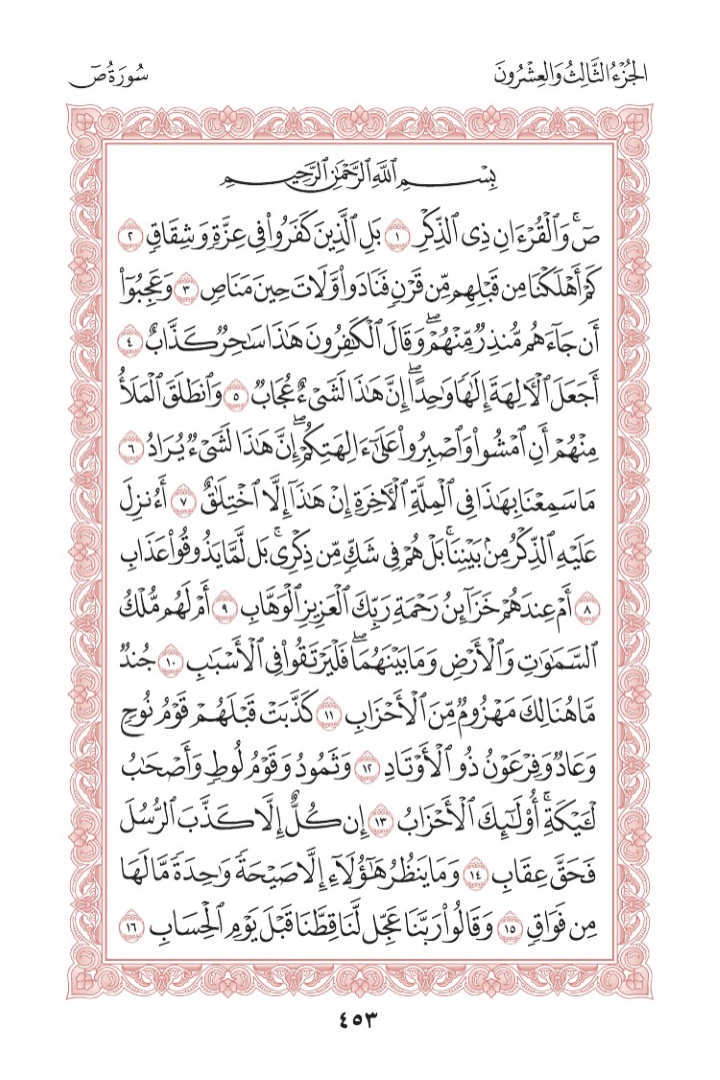 الجُزْءُ الثَّالِثُ وَالعِشْرُونَ
سُورَةُ صٓ
بِسْمِ ٱللَّهِ ٱلرَّحْمَٰنِ ٱلرَّحِيمِ
صٓۚ وَٱلْقُرْءَانِ ذِى ٱلذِّكْرِ ١ بَلِ ٱلَّذِينَ كَفَرُوا۟ فِى عِزَّةٍ وَشِقَاقٍ ٢
كَمْ أَهْلَكْنَا مِن قَبْلِهِم مِّن قَرْنٍ فَنَادَوا۟ وَّلَاتَ حِينَ مَنَاصٍ ٣ وَعَجِبُوٓا۟
أَن جَآءَهُم مُّنذِرٌ مِّنْهُمْۖ وَقَالَ ٱلْكَٰفِرُونَ هَٰذَا سَٰحِرٌ كَذَّابٌ ٤
أَجَعَلَ ٱلْءَالِهَةَ إِلَٰهًا وَٰحِدًاۖ إِنَّ هَٰذَا لَشَىْءٌ عُجَابٌ ٥ وَٱنطَلَقَ ٱلْمَلَأُ
مِنْهُمْ أَنِ ٱمْشُوا۟ وَٱصْبِرُوا۟ عَلَىٰٓ ءَالِهَتِكُمْۖ إِنَّ هَٰذَا لَشَىْءٌ يُرَادُ ٦
مَا سَمِعْنَا بِهَٰذَا فِى ٱلْمِلَّةِ ٱلْءَاخِرَةِ إِنْ هَٰذَآ إِلَّا ٱخْتِلَٰقٌ ٧ أَءُنزِلَ
عَلَيْهِ ٱلذِّكْرُ مِنۢ بَيْنِنَاۚ بَلْ هُمْ فِى شَكٍّ مِّن ذِكْرِىۚ بَل لَّمَّا يَذُوقُوا۟ عَذَابِ
٨ أَمْ عِندَهُمْ خَزَآئِنُ رَحْمَةِ رَبِّكَ ٱلْعَزِيزِ ٱلْوَهَّابِ ٩ أَمْ لَهُم مُّلْكُ
ٱلسَّمَٰوَٰتِ وَٱلْأَرْضِ وَمَا بَيْنَهُمَاۖ فَلْيَرْتَقُوا۟ فِى ٱلْأَسْبَٰبِ ١٠ جُندٌ
مَّا هُنَالِكَ مَهْزُومٌ مِّنَ ٱلْأَحْزَابِ ١١ كَذَّبَتْ قَبْلَهُمْ قَوْمُ نُوحٍ
وَعَادٌ وَفِرْعَوْنُ ذُو ٱلْأَوْتَادِ ١٢ وَثَمُودُ وَقَوْمُ لُوطٍ وَأَصْحَٰبُ
لْـَٔيْكَةِۚ أُو۟لَٰٓئِكَ ٱلْأَحْزَابُ ١٣ إِن كُلٌّ إِلَّا كَذَّبَ ٱلرُّسُلَ
فَحَقَّ عِقَابِ ١٤ وَمَا يَنظُرُ هَٰٓؤُلَآءِ إِلَّا صَيْحَةً وَٰحِدَةً مَّا لَهَا
مِن فَوَاقٍ ١٥ وَقَالُوا۟ رَبَّنَا عَجِّل لَّنَا قِطَّنَا قَبْلَ يَوْمِ ٱلْحِسَابِ ١٦
٤٥٣